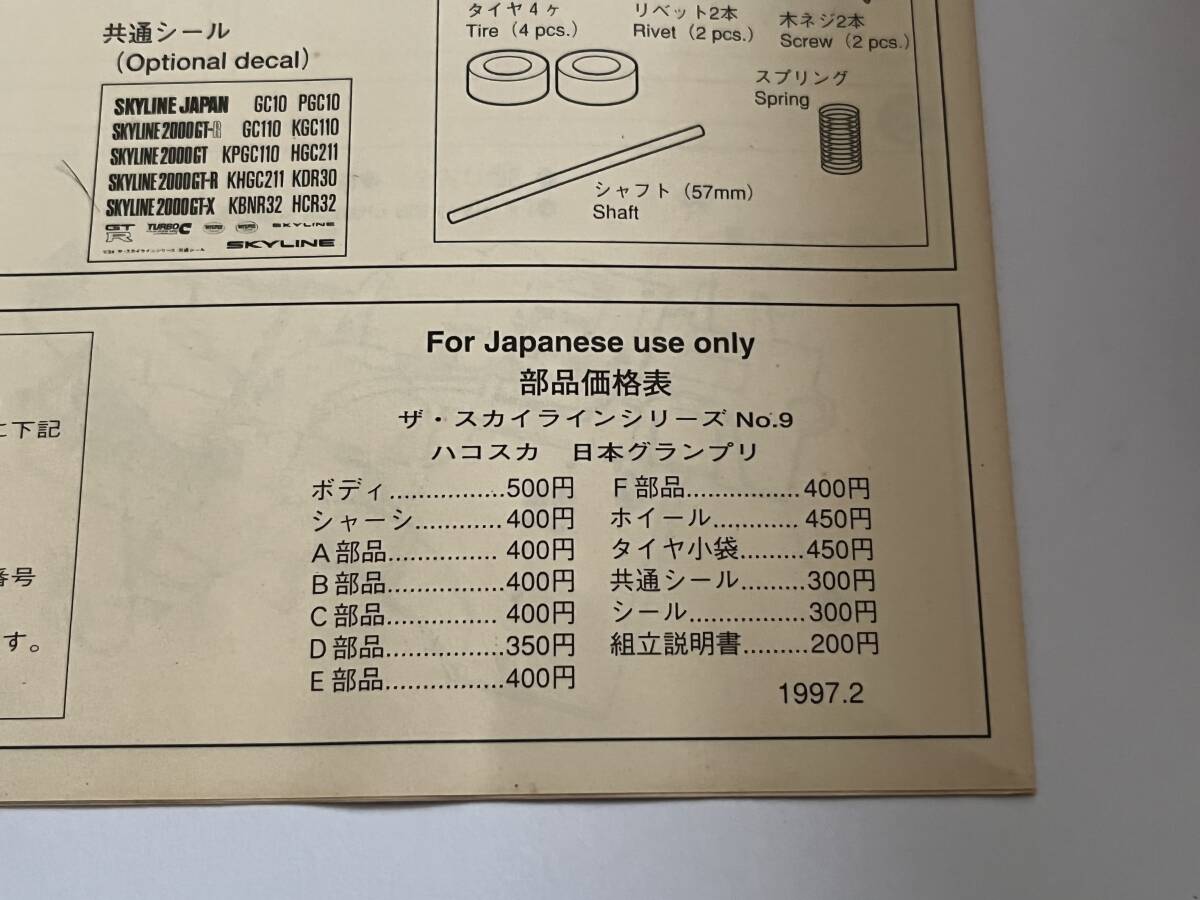 共通シール
(Optional decal)
SKYLINE JAPAN GC10 PGC10
SKYLINE 2000GT-R GC110 KGC110
SKYLINE 2000GT KPGC110 HGC211
SKYLINE 2000GT-R KHGC211 KDR30
SKYLINE 2000GT-X KBNR32 HCR32
GT R TURBO C SKYLINE
SKYLINE
タイヤ4ヶ
Tire (4 pcs.)
リベット2本
Rivet (2 pcs.)
木ネジ2本
Screw (2 pcs.)
スプリング
Spring
シャフト (57mm)
Shaft
に下記
番号
す。
For Japanese use only
部品価格表
ザ・スカイラインシリーズ No.9
ハコスカ 日本グランプリ
ボディ................500円
シャーシ............400円
A部品...............400円
B部品................400円
C部品...............400円
D部品................350円
E部品................400円
F部品................400円
ホイール............450円
タイヤ小袋.........450円
共通シール.........300円
シール................300円
組立説明書.........200円
1997.2